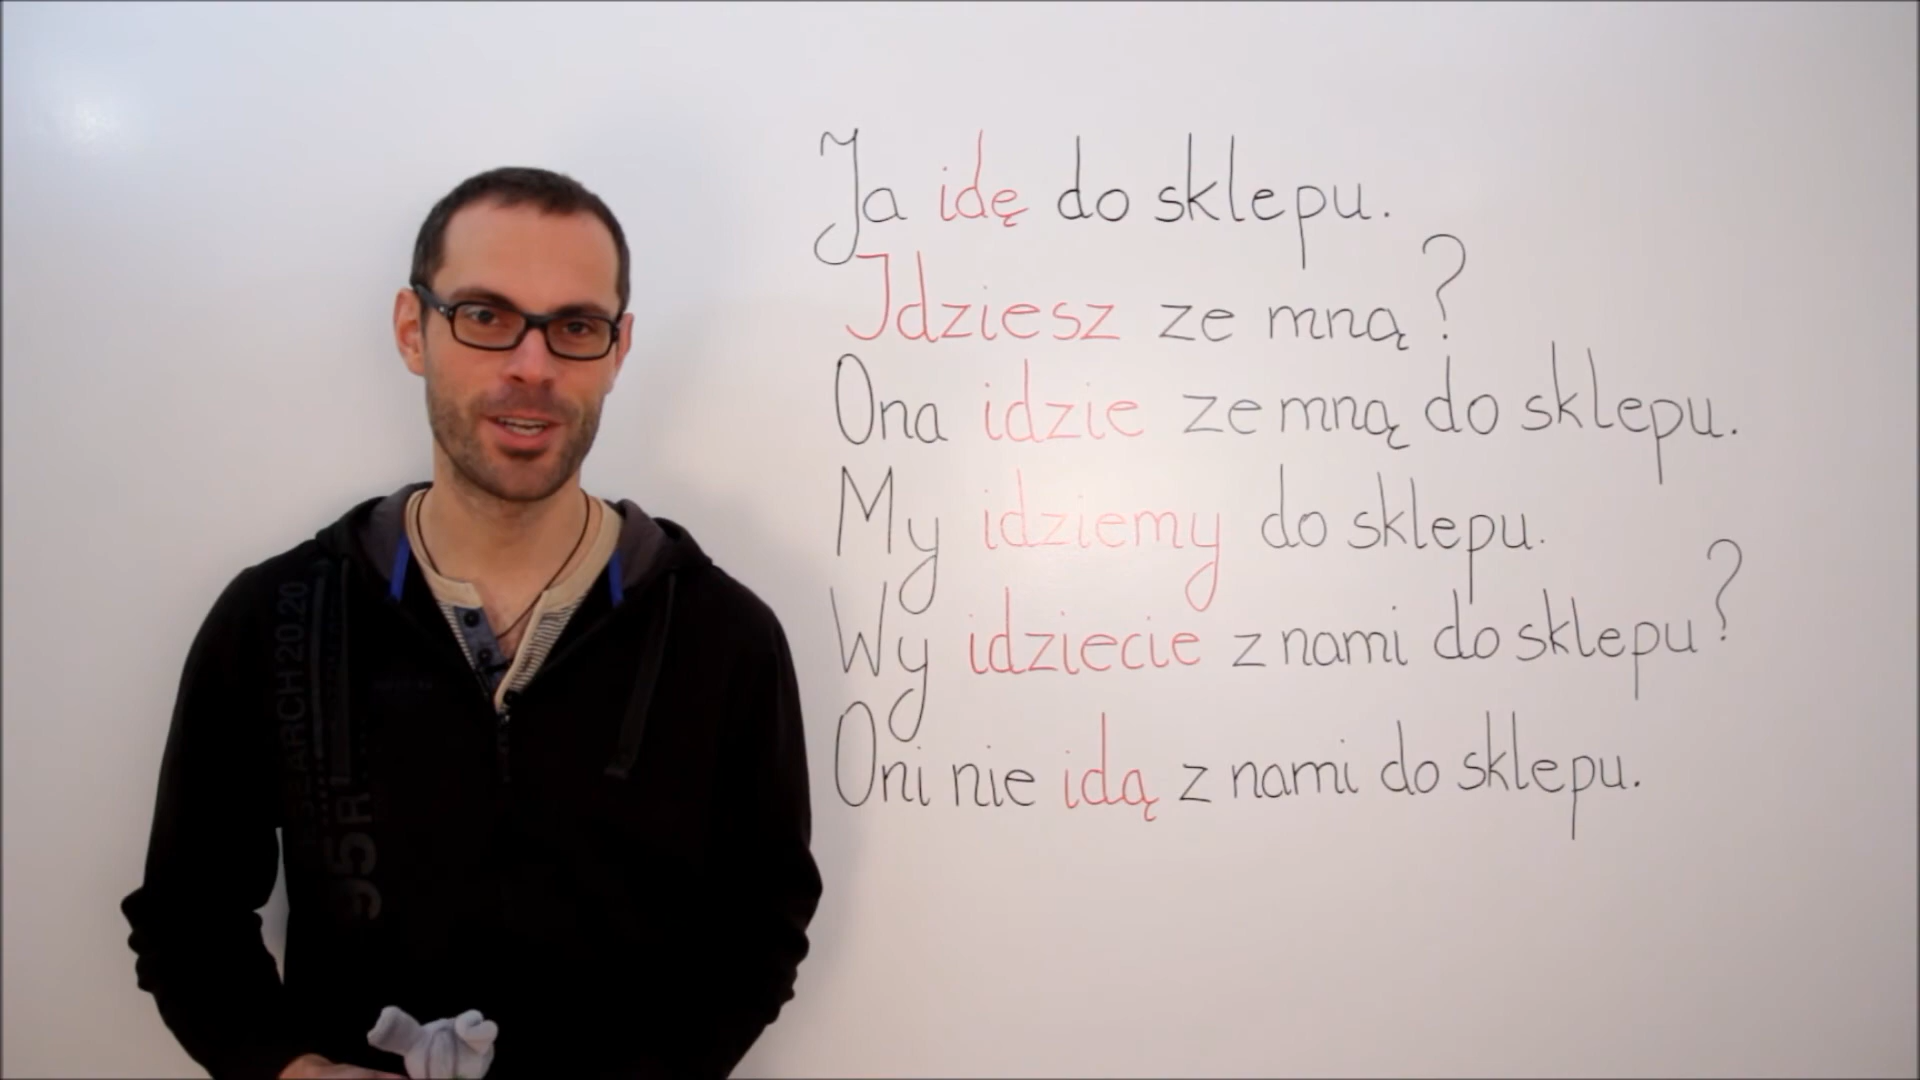 Ja idę do sklepu.
Idziesz ze mną?
Ona idzie ze mną do sklepu.
My idziemy do sklepu.
Wy idziecie z nami do sklepu?
Oni nie idą z nami do sklepu.